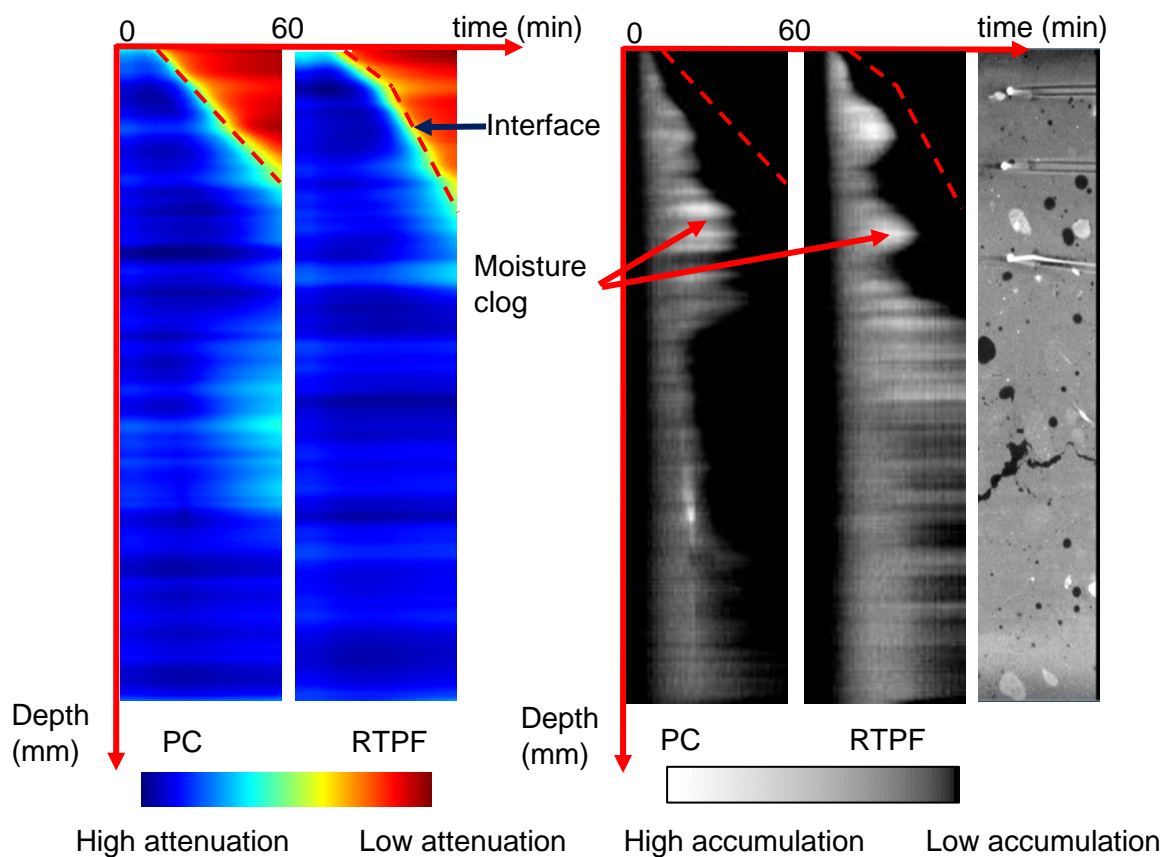 0
60
time (min)
0
60
time (min)
Interface
Moisture
clog
Depth
(mm)
PC
RTPF
Depth
(mm)
PC
RTPF
High attenuation
Low attenuation
High accumulation
Low accumulation